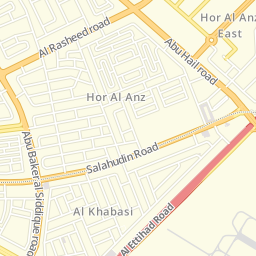 Al Rasheed road
Hor Al Anz
East
Abu Hail road
Hor Al Anz
Salahudin Road
Abu Baker al Siddique road
Al Khabasi
Al Ettihad Road